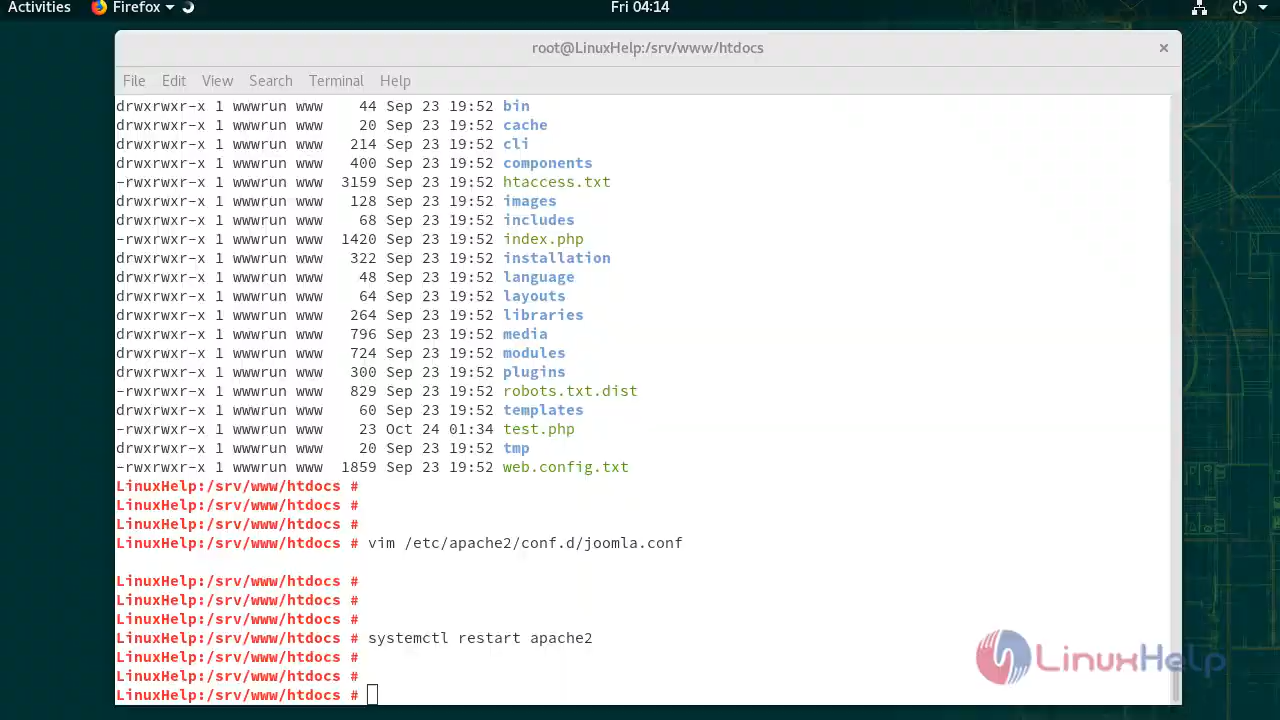 Activities Firefox Fri 04:14
root@LinuxHelp:/srv/www/htdocs ×
File Edit View Search Terminal Help
drwxrwxr-x 1 wwwrun www 44 Sep 23 19:52 bin
drwxrwxr-x 1 wwwrun www 20 Sep 23 19:52 cache
drwxrwxr-x 1 wwwrun www 214 Sep 23 19:52 cli
drwxrwxr-x 1 wwwrun www 400 Sep 23 19:52 components
-rwxrwxr-x 1 wwwrun www 3159 Sep 23 19:52 htaccess.txt
drwxrwxr-x 1 wwwrun www 128 Sep 23 19:52 images
drwxrwxr-x 1 wwwrun www 68 Sep 23 19:52 includes
-rwxrwxr-x 1 wwwrun www 1420 Sep 23 19:52 index.php
drwxrwxr-x 1 wwwrun www 322 Sep 23 19:52 installation
drwxrwxr-x 1 wwwrun www 48 Sep 23 19:52 language
drwxrwxr-x 1 wwwrun www 64 Sep 23 19:52 layouts
drwxrwxr-x 1 wwwrun www 264 Sep 23 19:52 libraries
drwxrwxr-x 1 wwwrun www 796 Sep 23 19:52 media
drwxrwxr-x 1 wwwrun www 724 Sep 23 19:52 modules
drwxrwxr-x 1 wwwrun www 300 Sep 23 19:52 plugins
-rwxrwxr-x 1 wwwrun www 829 Sep 23 19:52 robots.txt.dist
drwxrwxr-x 1 wwwrun www 60 Sep 23 19:52 templates
-rwxrwxr-x 1 wwwrun www 23 Oct 24 01:34 test.php
drwxrwxr-x 1 wwwrun www 20 Sep 23 19:52 tmp
-rwxrwxr-x 1 wwwrun www 1859 Sep 23 19:52 web.config.txt
LinuxHelp:/srv/www/htdocs #
LinuxHelp:/srv/www/htdocs #
LinuxHelp:/srv/www/htdocs #
LinuxHelp:/srv/www/htdocs # vim /etc/apache2/conf.d/joomla.conf
LinuxHelp:/srv/www/htdocs #
LinuxHelp:/srv/www/htdocs #
LinuxHelp:/srv/www/htdocs #
LinuxHelp:/srv/www/htdocs # systemctl restart apache2
LinuxHelp:/srv/www/htdocs #
LinuxHelp:/srv/www/htdocs #
LinuxHelp:/srv/www/htdocs #
LinuxHelp